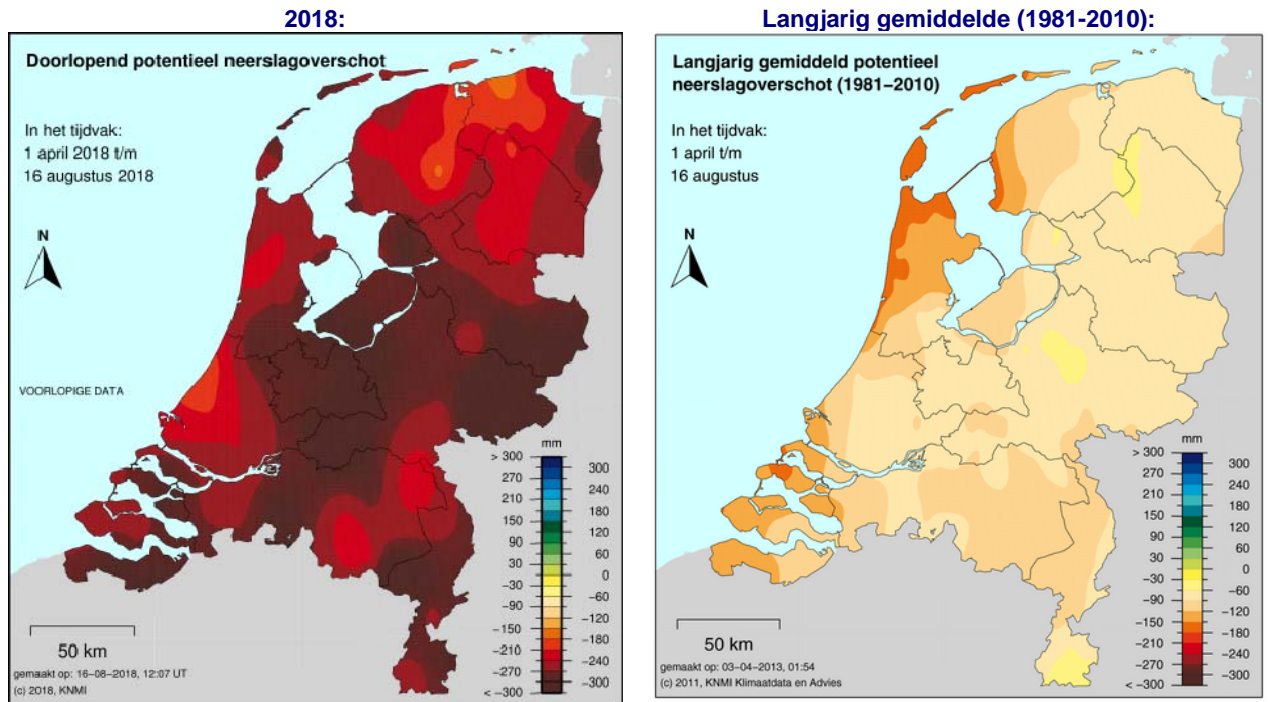 2018:
Langjarig gemiddelde (1981-2010):
Doorlopend potentieel neerslagoverschot
In het tijdvak:
1 april 2018 t/m
16 augustus 2018
N
VOORLOPIGE DATA
mm
> 300
300
270
240
210
180
150
120
90
60
30
0
−30
−60
−90
−120
−150
−180
−210
−240
−270
−300
< −300
50 km
gemaakt op: 16−08−2018, 12:07 UT
(c) 2018, KNMI
Langjarig gemiddeld potentieel
neerslagoverschot (1981−2010)
In het tijdvak:
1 april t/m
16 augustus
N
mm
> 300
300
270
240
210
180
150
120
90
60
30
0
−30
−60
−90
−120
−150
−180
−210
−240
−270
−300
< −300
50 km
gemaakt op: 03−04−2013, 01:54
(c) 2011, KNMI Klimaatdata en Advies